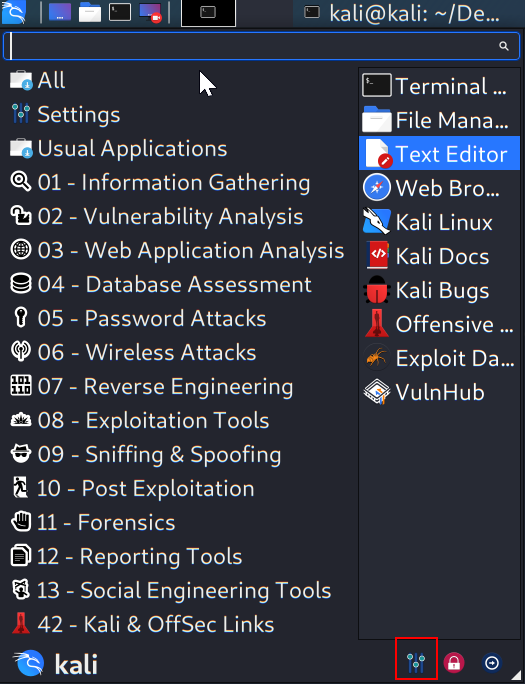 kali@kali: ~/De...
All
Settings
Usual Applications
01 - Information Gathering
02 - Vulnerability Analysis
03 - Web Application Analysis
04 - Database Assessment
05 - Password Attacks
06 - Wireless Attacks
07 - Reverse Engineering
08 - Exploitation Tools
09 - Sniffing & Spoofing
10 - Post Exploitation
11 - Forensics
12 - Reporting Tools
13 - Social Engineering Tools
42 - Kali & OffSec Links
Terminal ...
File Mana...
Text Editor
Web Bro...
Kali Linux
Kali Docs
Kali Bugs
Offensive ...
Exploit Da...
VulnHub
kali